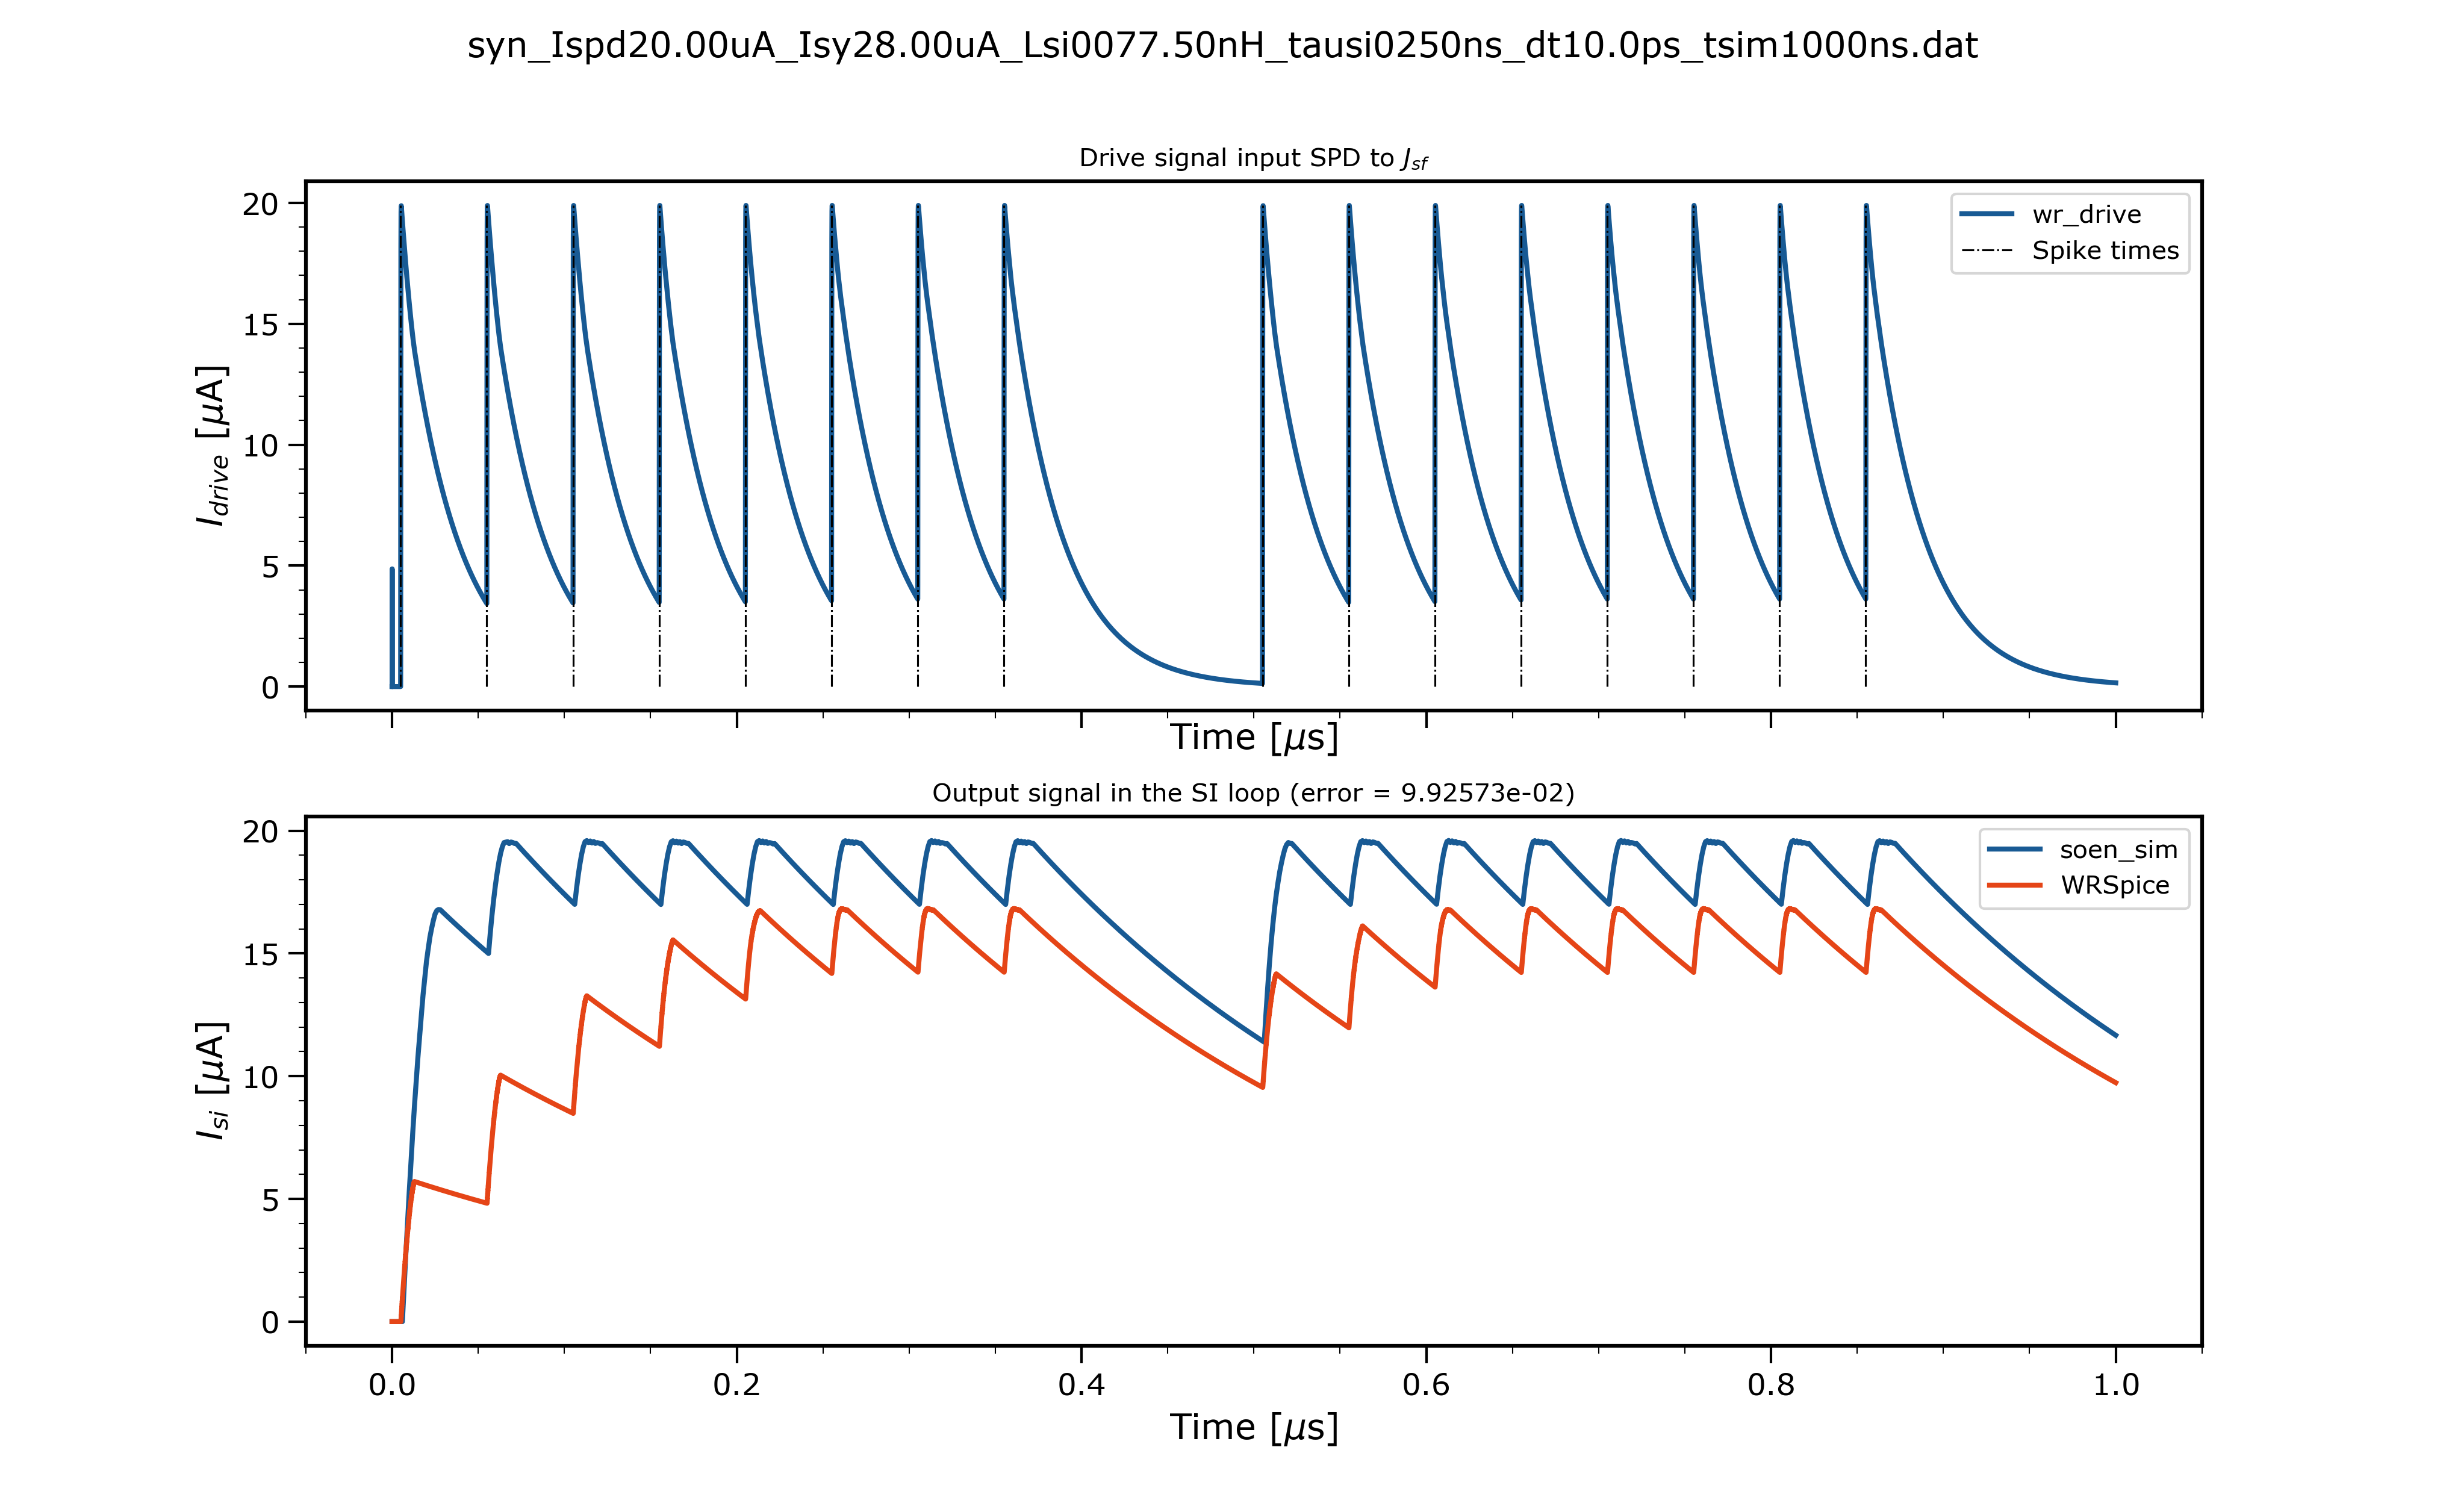 syn_Ispd20.00uA_Isy28.00uA_Lsi0077.50nH_tausi0250ns_dt10.0ps_tsim1000ns.dat
Drive signal input SPD to J_sf
20
15
10
5
0
I_drive [μA]
wr_drive
Spike times
Time [μs]
Output signal in the SI loop (error = 9.92573e-02)
20
15
10
5
0
I_si [μA]
soen_sim
WRSpice
0.0 0.2 0.4 0.6 0.8 1.0
Time [μs]